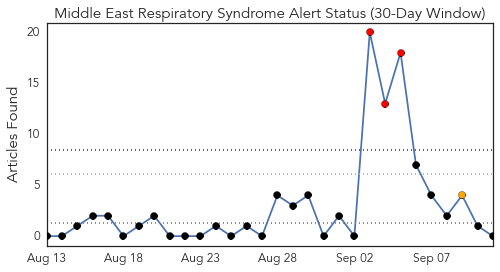 Middle East Respiratory Syndrome Alert Status (30-Day Window)
Articles Found
20
15
10
5
0
Aug 13 Aug 18 Aug 23 Aug 28 Sep 02 Sep 07